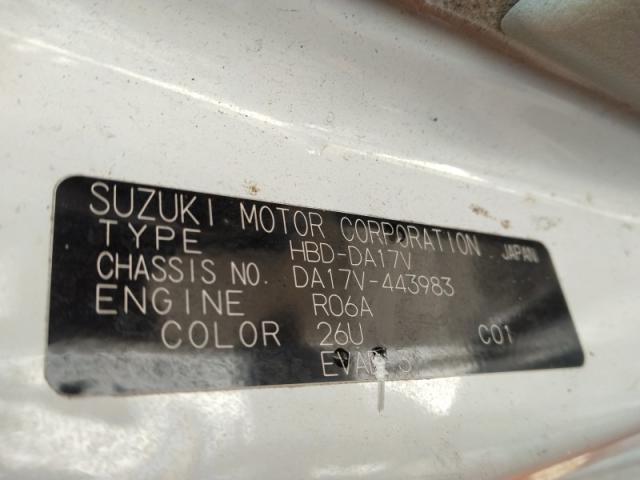 SUZUKI MOTOR CORPORATION JAPAN
TYPE HBD-DA17V
CHASSIS NO. DA17V-443983
ENGINE R06A
COLOR 26U C01